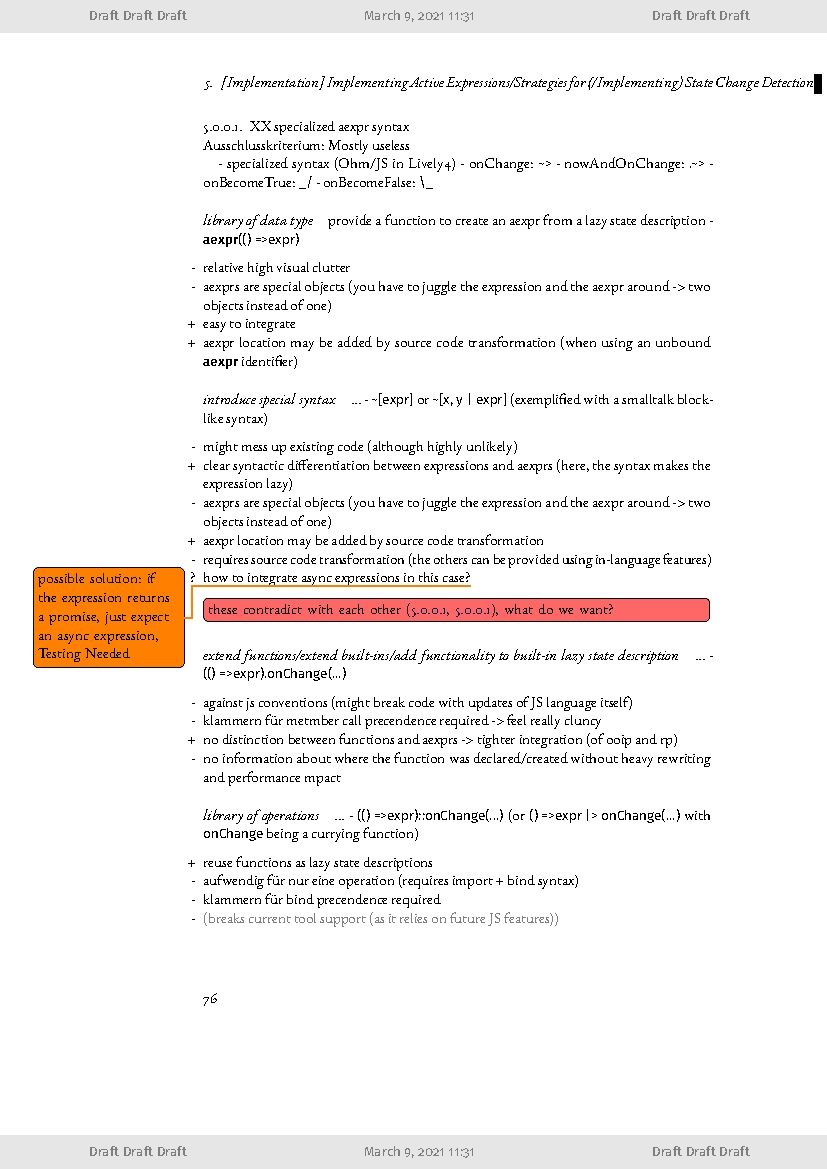 Draft Draft Draft March 9, 2021 11:31 Draft Draft Draft
5. [Implementation] Implementing Active Expressions/Strategies for (/Implementing) State Change Detection
5.0.0.1. XX specialized aexpr syntax
Ausschlusskriterium: Mostly useless
- specialized syntax (Ohm/JS in Lively4) - onChange: ~> - nowAndOnChange: .~> -
onBecomeTrue: _/ - onBecomeFalse: \_
library of data type provide a function to create an aexpr from a lazy state description -
aexpr(() =>expr)
- relative high visual clutter
- aexprs are special objects (you have to juggle the expression and the aexpr around -> two
objects instead of one)
+ easy to integrate
+ aexpr location may be added by source code transformation (when using an unbound
aexpr identifier)
introduce special syntax ... - ~[expr] or ~[x, y | expr] (exemplified with a smalltalk block-
like syntax)
- might mess up existing code (although highly unlikely)
+ clear syntactic differentiation between expressions and aexprs (here, the syntax makes the
expression lazy)
- aexprs are special objects (you have to juggle the expression and the aexpr around -> two
objects instead of one)
+ aexpr location may be added by source code transformation
- requires source code transformation (the others can be provided using in-language features)
? how to integrate async expressions in this case?
possible solution: if
the expression returns
a promise, just expect
an async expression,
Testing Needed
these contradict with each other (5.0.0.1, 5.0.0.1), what do we want?
extend functions/extend built-ins/add functionality to built-in lazy state description ... -
(() =>expr).onChange(...)
- against js conventions (might break code with updates of JS language itself)
- klammern für metmber call precendence required -> feel really cluncy
+ no distinction between functions and aexprs -> tighter integration (of ooip and rp)
- no information about where the function was declared/created without heavy rewriting
and performance mpact
library of operations ... - (() =>expr)::onChange(...) (or () =>expr |> onChange(...) with
onChange being a currying function)
+ reuse functions as lazy state descriptions
- aufwendig für nur eine operation (requires import + bind syntax)
- klammern für bind precendence required
- (breaks current tool support (as it relies on future JS features))
76
Draft Draft Draft March 9, 2021 11:31 Draft Draft Draft